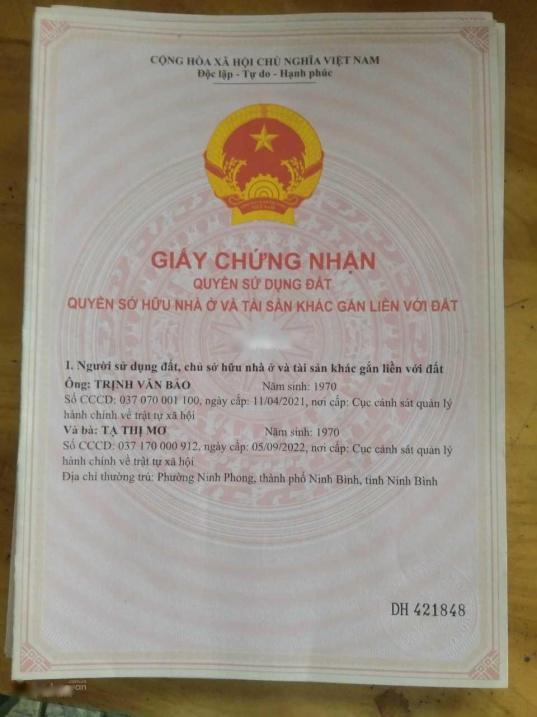 CỘNG HÒA XÃ HỘI CHỦ NGHĨA VIỆT NAM
Độc lập - Tự do - Hạnh phúc
GIẤY CHỨNG NHẬN
QUYỀN SỬ DỤNG ĐẤT
QUYỀN SỞ HỮU NHÀ Ở VÀ TÀI SẢN KHÁC GẮN LIỀN VỚI ĐẤT
I. Người sử dụng đất, chủ sở hữu nhà ở và tài sản khác gắn liền với đất
Ông: TRỊNH VĂN BẢO Năm sinh: 1970
Số CCCD: 037 070 001 100, ngày cấp: 11/04/2021, nơi cấp: Cục cảnh sát quản lý
hành chính về trật tự xã hội
Và bà: TẠ THỊ MƠ Năm sinh: 1970
Số CCCD: 037 170 000 912, ngày cấp: 05/09/2022, nơi cấp: Cục cảnh sát quản lý
hành chính về trật tự xã hội
Địa chỉ thường trú: Phường Ninh Phong, thành phố Ninh Bình, tỉnh Ninh Bình
DH 421848